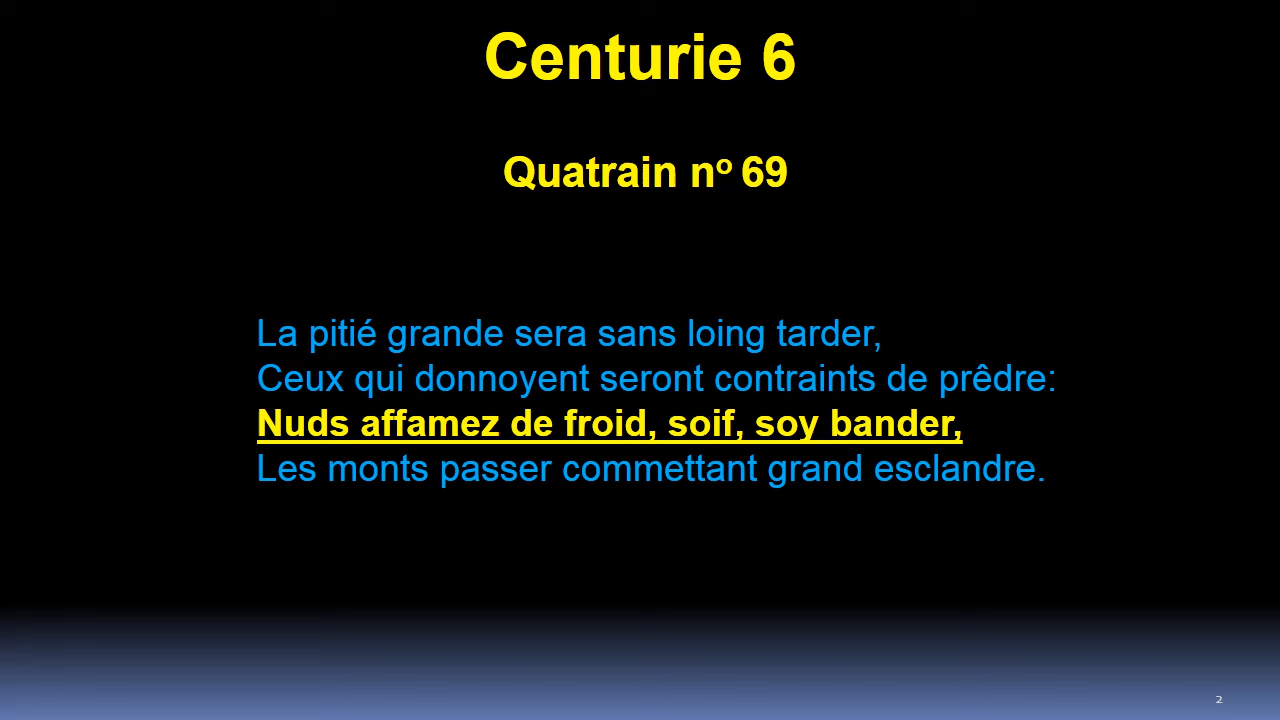 Centurie 6
Quatrain nº 69
La pitié grande sera sans loing tarder,
Ceux qui donnoyent seront contraints de prêdre:
Nuds affamez de froid, soif, soy bander,
Les monts passer commettant grand esclandre.
2